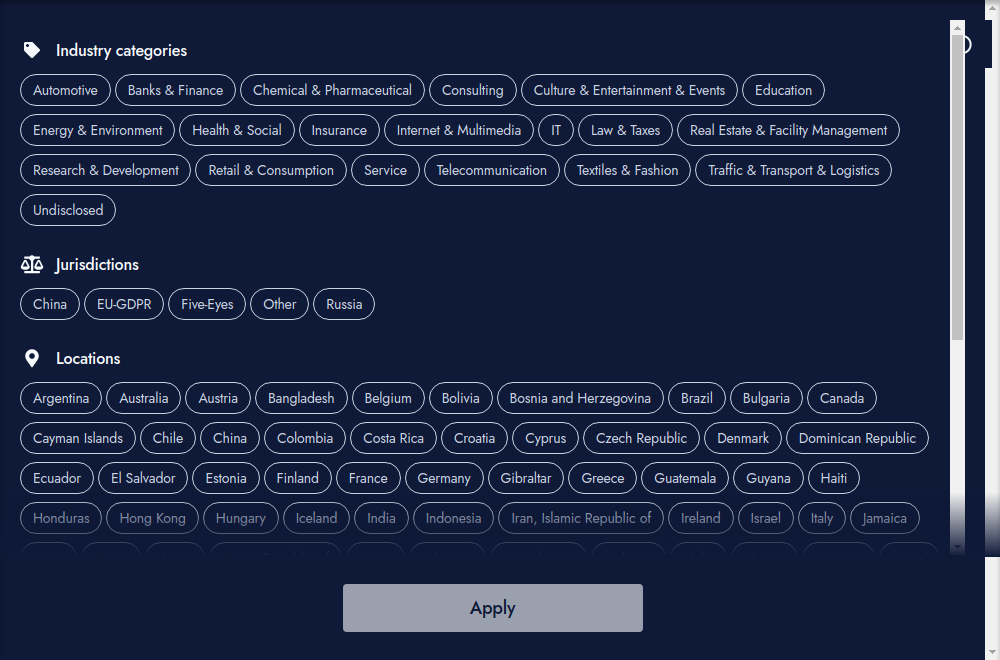 Industry categories
Automotive Banks & Finance Chemical & Pharmaceutical Consulting Culture & Entertainment & Events Education
Energy & Environment Health & Social Insurance Internet & Multimedia IT Law & Taxes Real Estate & Facility Management
Research & Development Retail & Consumption Service Telecommunication Textiles & Fashion Traffic & Transport & Logistics
Undisclosed
Jurisdictions
China EU-GDPR Five-Eyes Other Russia
Locations
Argentina Australia Austria Bangladesh Belgium Bolivia Bosnia and Herzegovina Brazil Bulgaria Canada
Cayman Islands Chile China Colombia Costa Rica Croatia Cyprus Czech Republic Denmark Dominican Republic
Ecuador El Salvador Estonia Finland France Germany Gibraltar Greece Guatemala Guyana Haiti
Honduras Hong Kong Hungary Iceland India Indonesia Iran, Islamic Republic of Ireland Israel Italy Jamaica
Apply